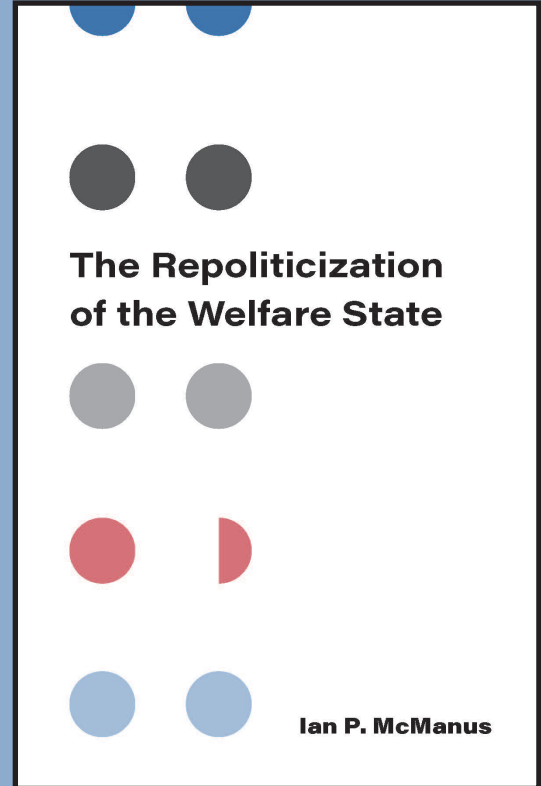 The Repoliticization
of the Welfare State
Ian P. McManus